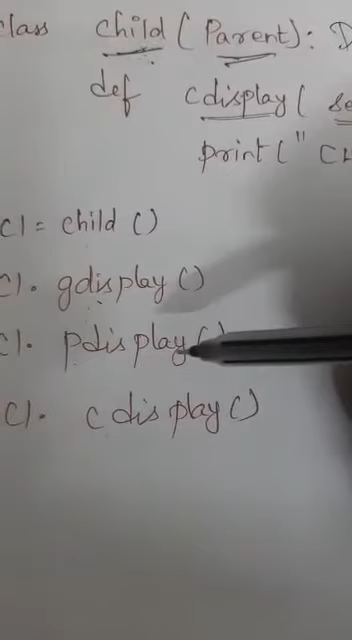 class child (Parent):
def cdisplay (
print ("
C1 = child ()
C1. gdisplay ()
C1. pdisplay ()
C1. cdisplay ()